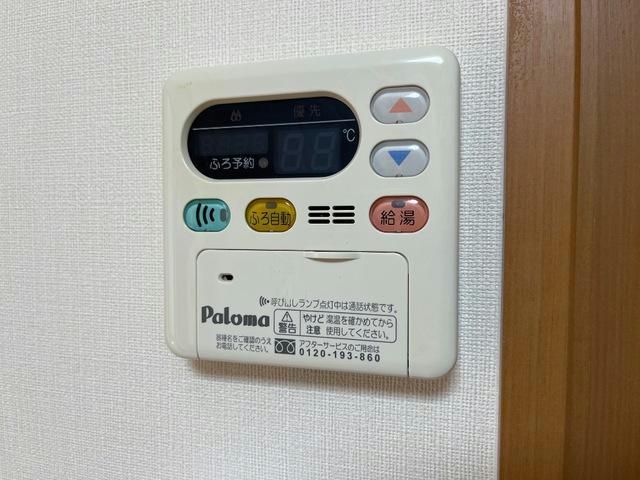 優先
℃
ふろ予約
ふろ自動
給湯
呼び出しランプ点灯中は通話状態です。
Paloma
警告
やけど注意
湯温を確かめてから使用してください。
器種名をご確認のうえ
お電話してください。
アフターサービスのご用命は
0120-193-860